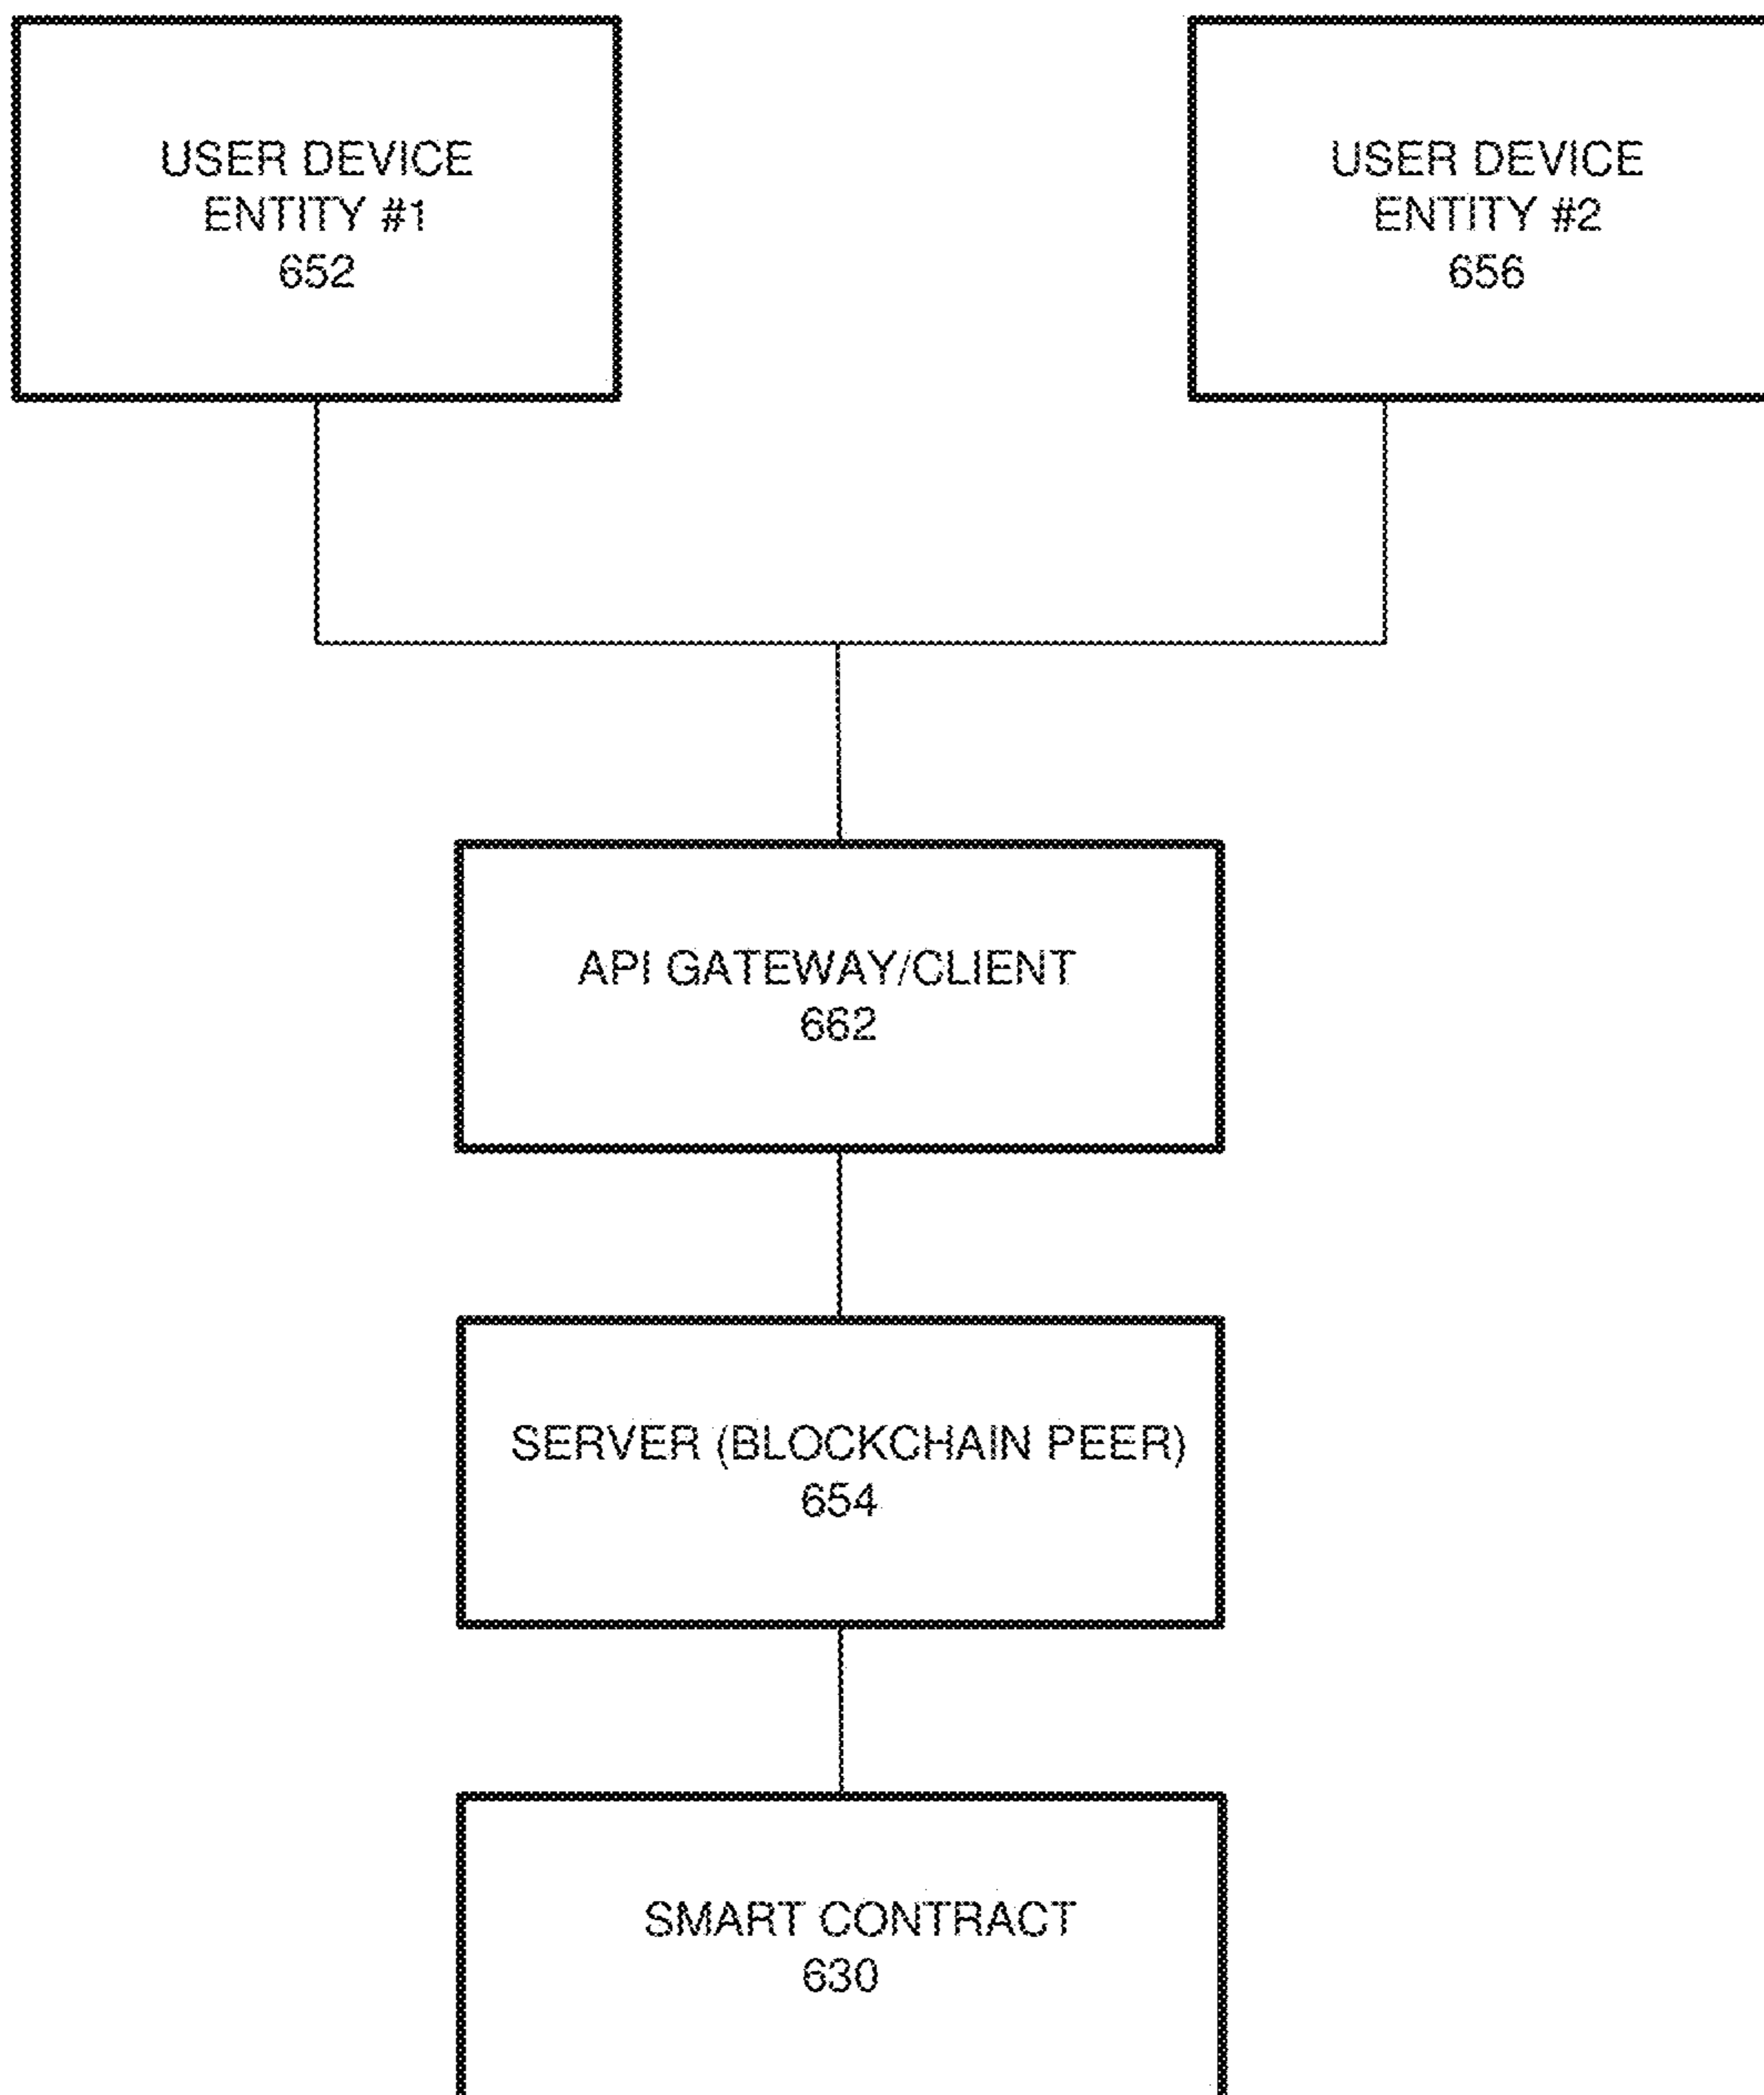 USER DEVICE
ENTITY #1
652
USER DEVICE
ENTITY #2
656
API GATEWAY/CLIENT
662
SERVER (BLOCKCHAIN PEER)
654
SMART CONTRACT
630